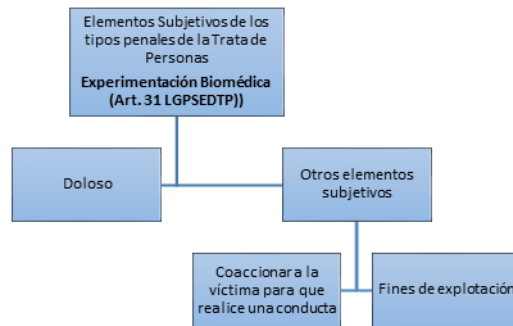 Elementos Subjetivos de los
tipos penales de la Trata de
Personas
Experimentación Biomédica
(Art. 31 LGPSEDTP))
Doloso
Otros elementos
subjetivos
Coaccionar a la
víctima para que
realice una conducta
Fines de explotación